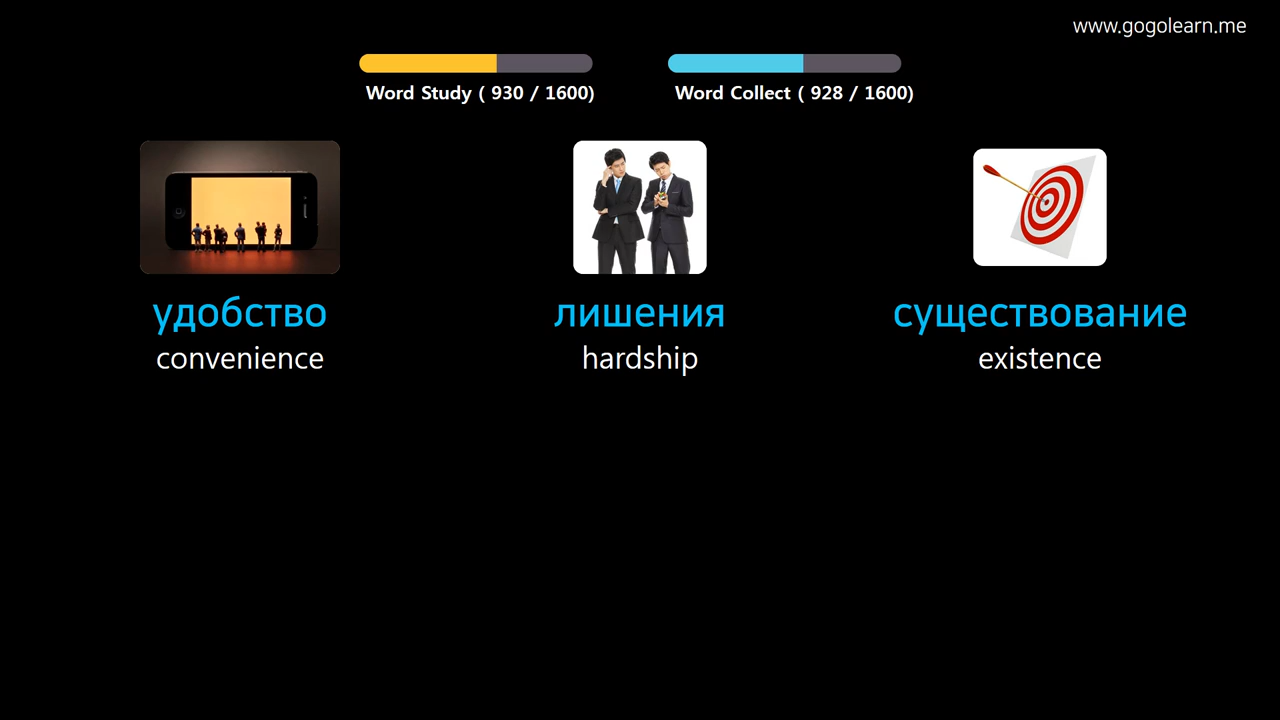 www.gogolearn.me
Word Study ( 930 / 1600)
Word Collect ( 928 / 1600)
удобство
convenience
лишения
hardship
существование
existence